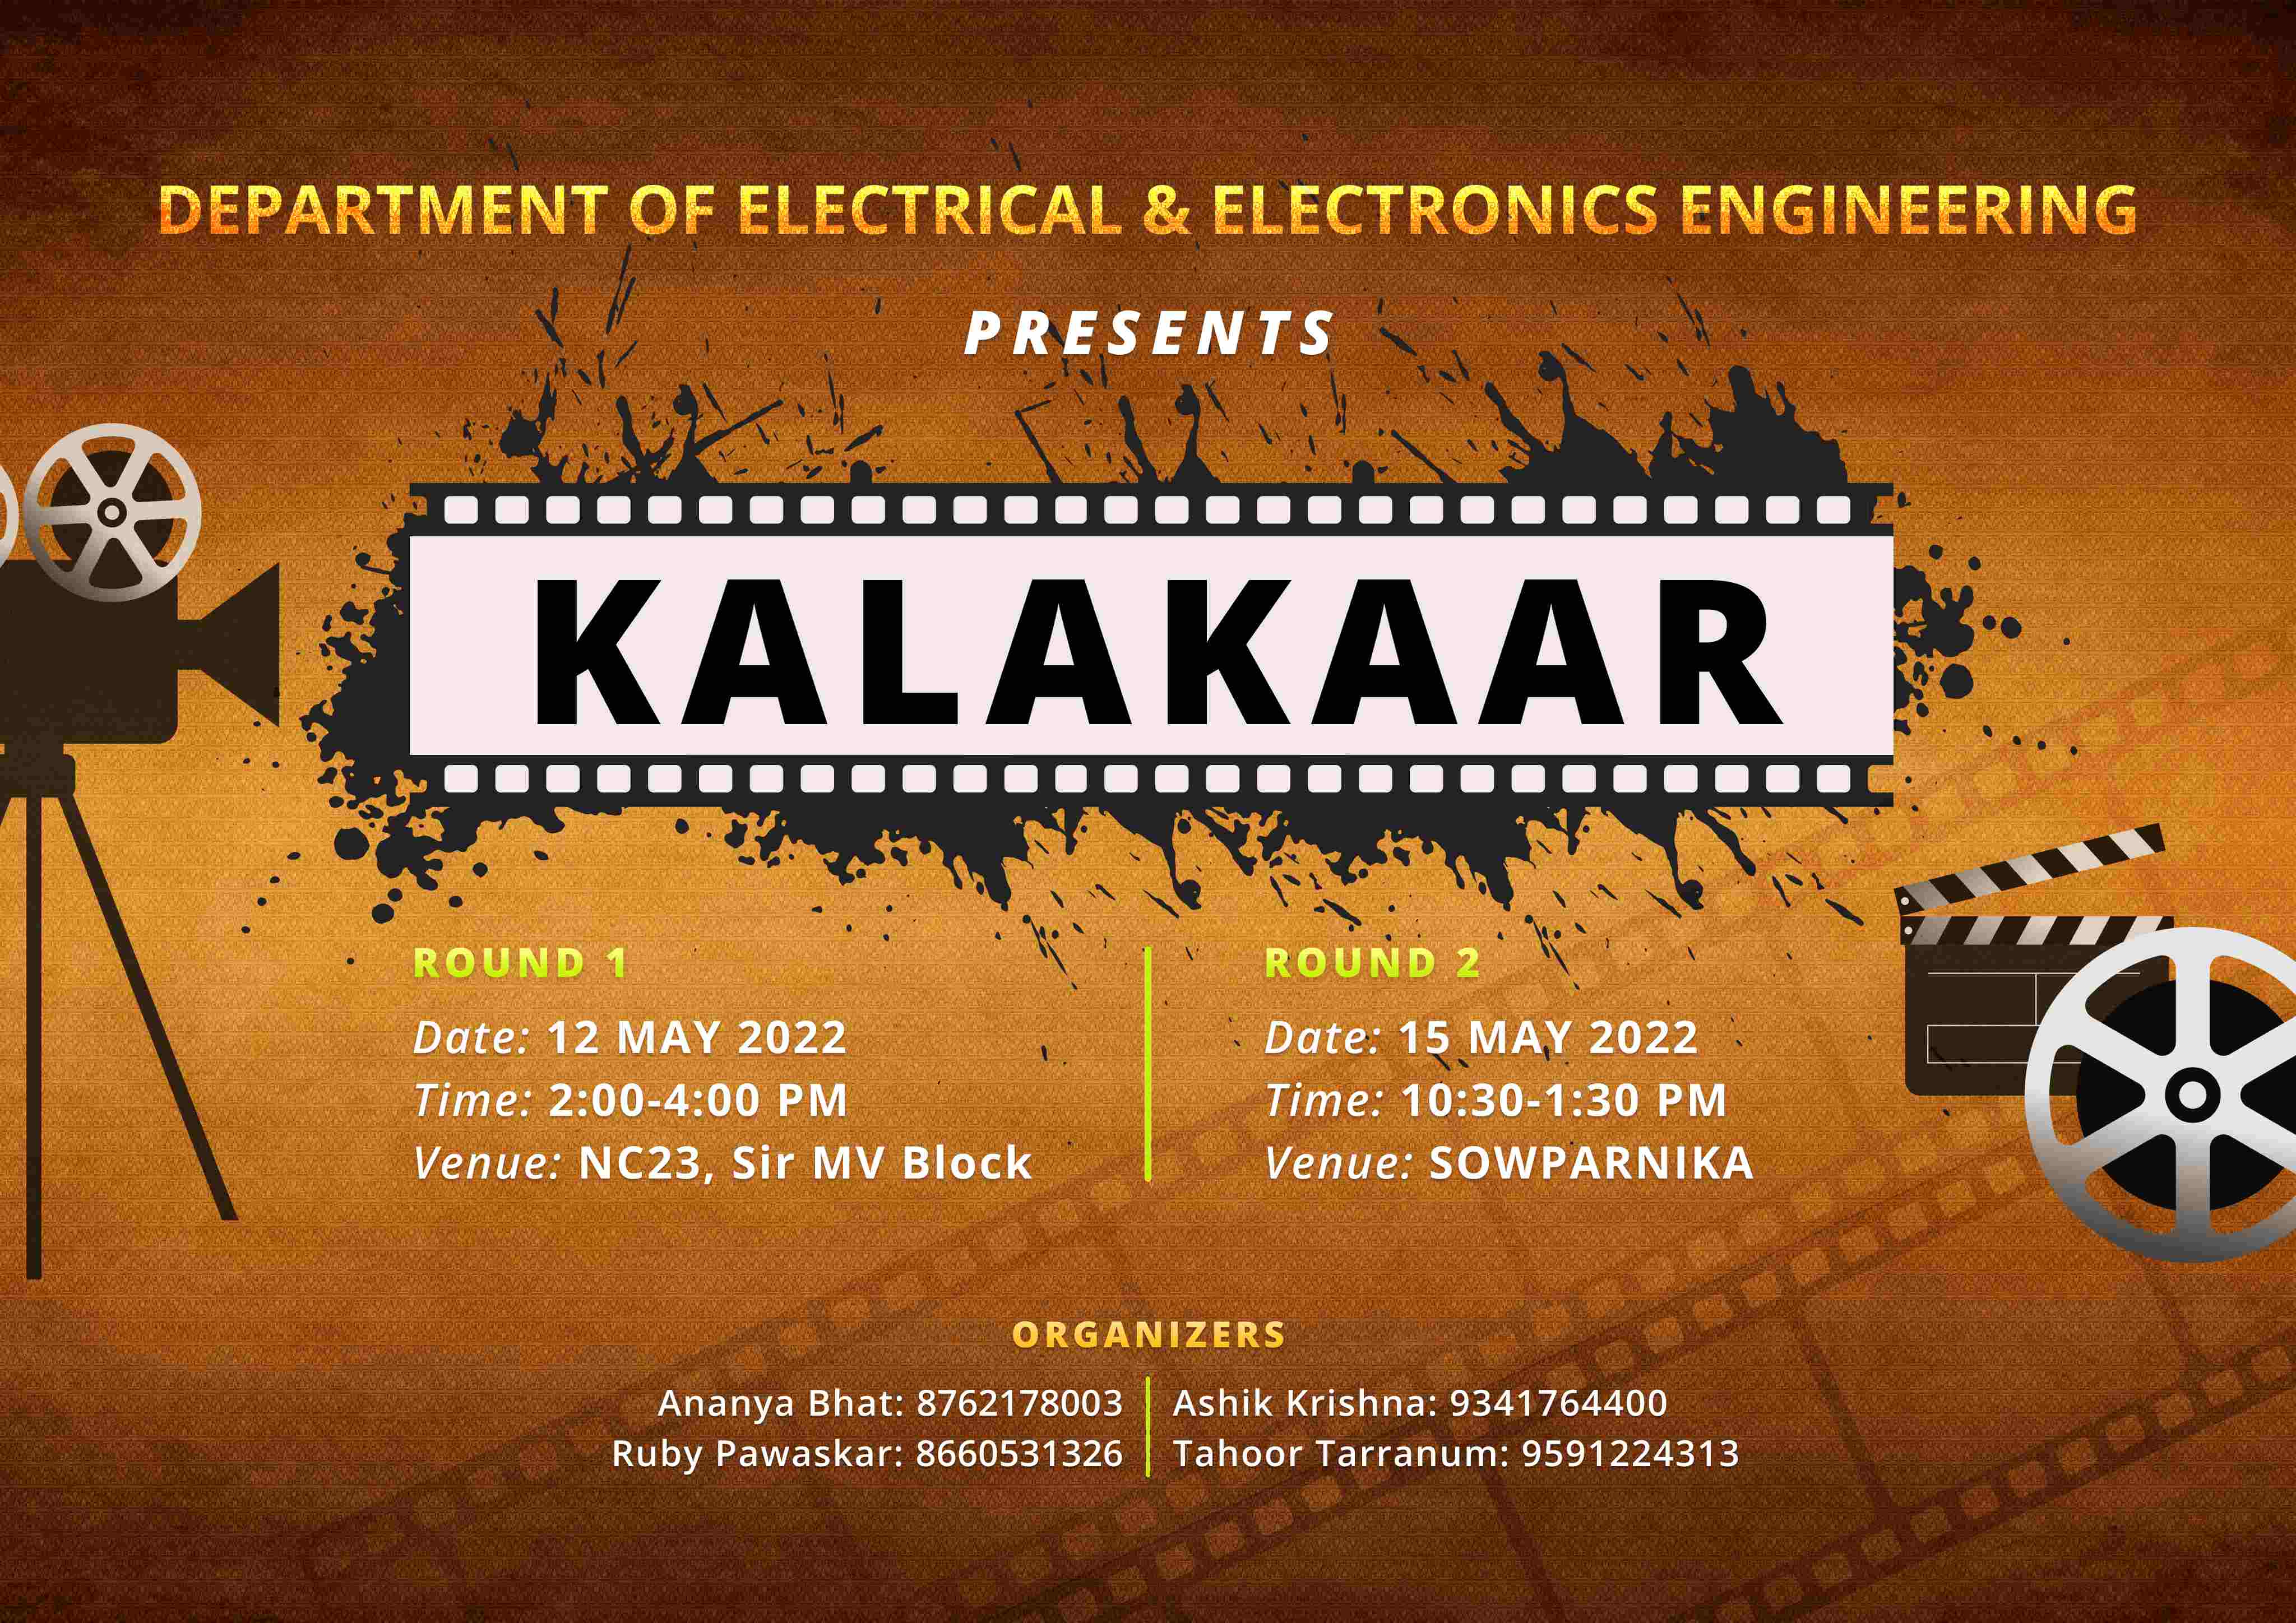 DEPARTMENT OF ELECTRICAL & ELECTRONICS ENGINEERING
PRESENTS
KALAKAAR
ROUND 1
Date: 12 MAY 2022
Time: 2:00-4:00 PM
Venue: NC23, Sir MV Block
ROUND 2
Date: 15 MAY 2022
Time: 10:30-1:30 PM
Venue: SOWPARNIKA
ORGANIZERS
Ananya Bhat: 8762178003
Ruby Pawaskar: 8660531326
Ashik Krishna: 9341764400
Tahoor Tarranum: 9591224313